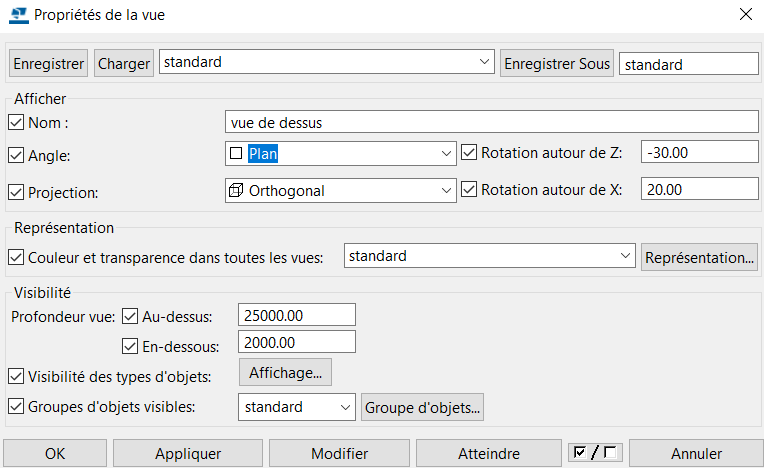 Propriétés de la vue
Enregistrer Charger standard Enregistrer Sous standard
Afficher
Nom : vue de dessus
Angle: Plan Rotation autour de Z: -30.00
Projection: Orthogonal Rotation autour de X: 20.00
Représentation
Couleur et transparence dans toutes les vues: standard Représentation...
Visibilité
Profondeur vue: Au-dessus: 25000.00
En-dessous: 2000.00
Visibilité des types d'objets: Affichage...
Groupes d'objets visibles: standard Groupe d'objets...
OK Appliquer Modifier Atteindre / Annuler